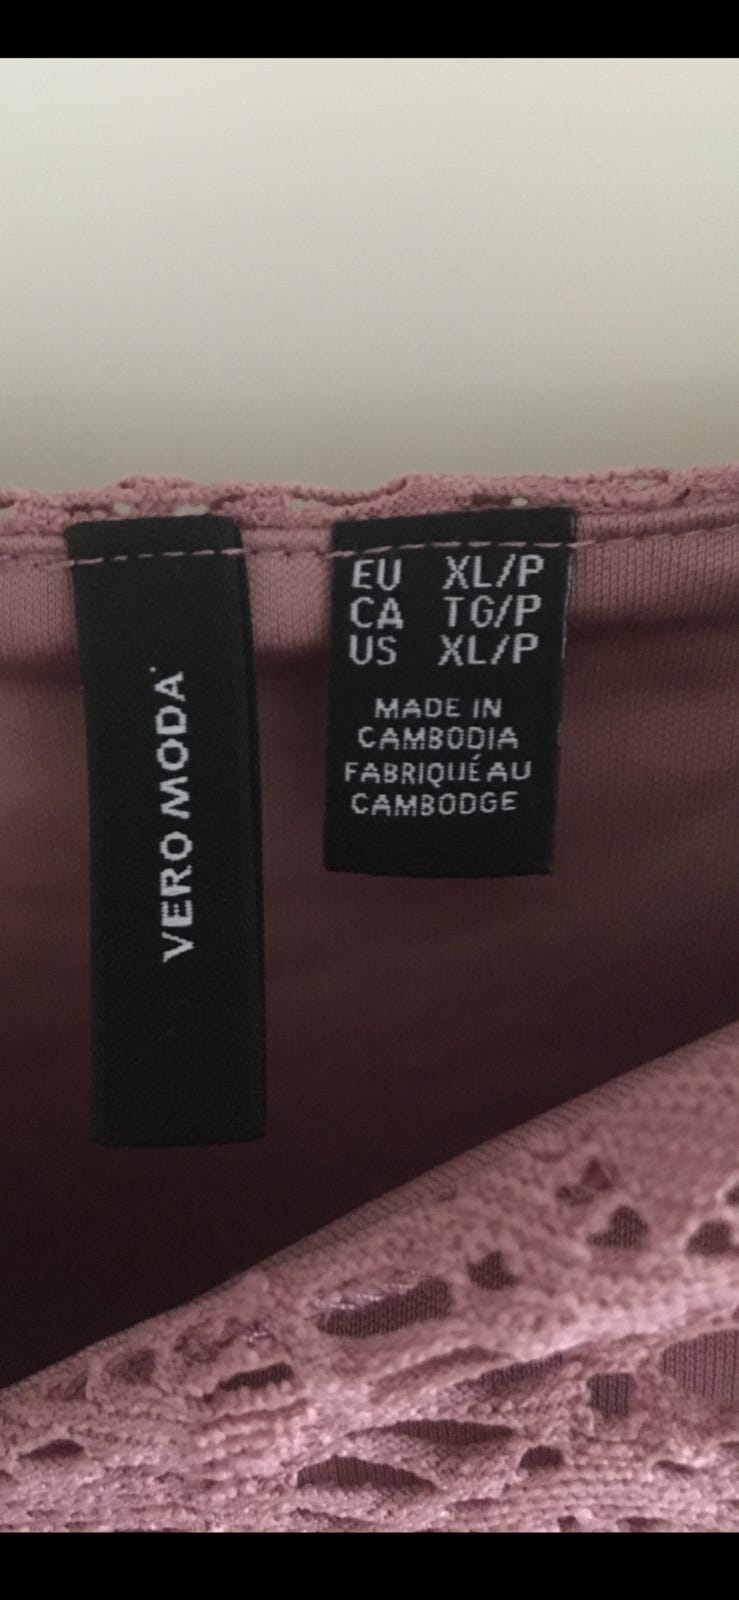 VERO MODA
EU XL/P
CA TG/P
US XL/P
MADE IN
CAMBODIA
FABRIQUÉ AU
CAMBODGE